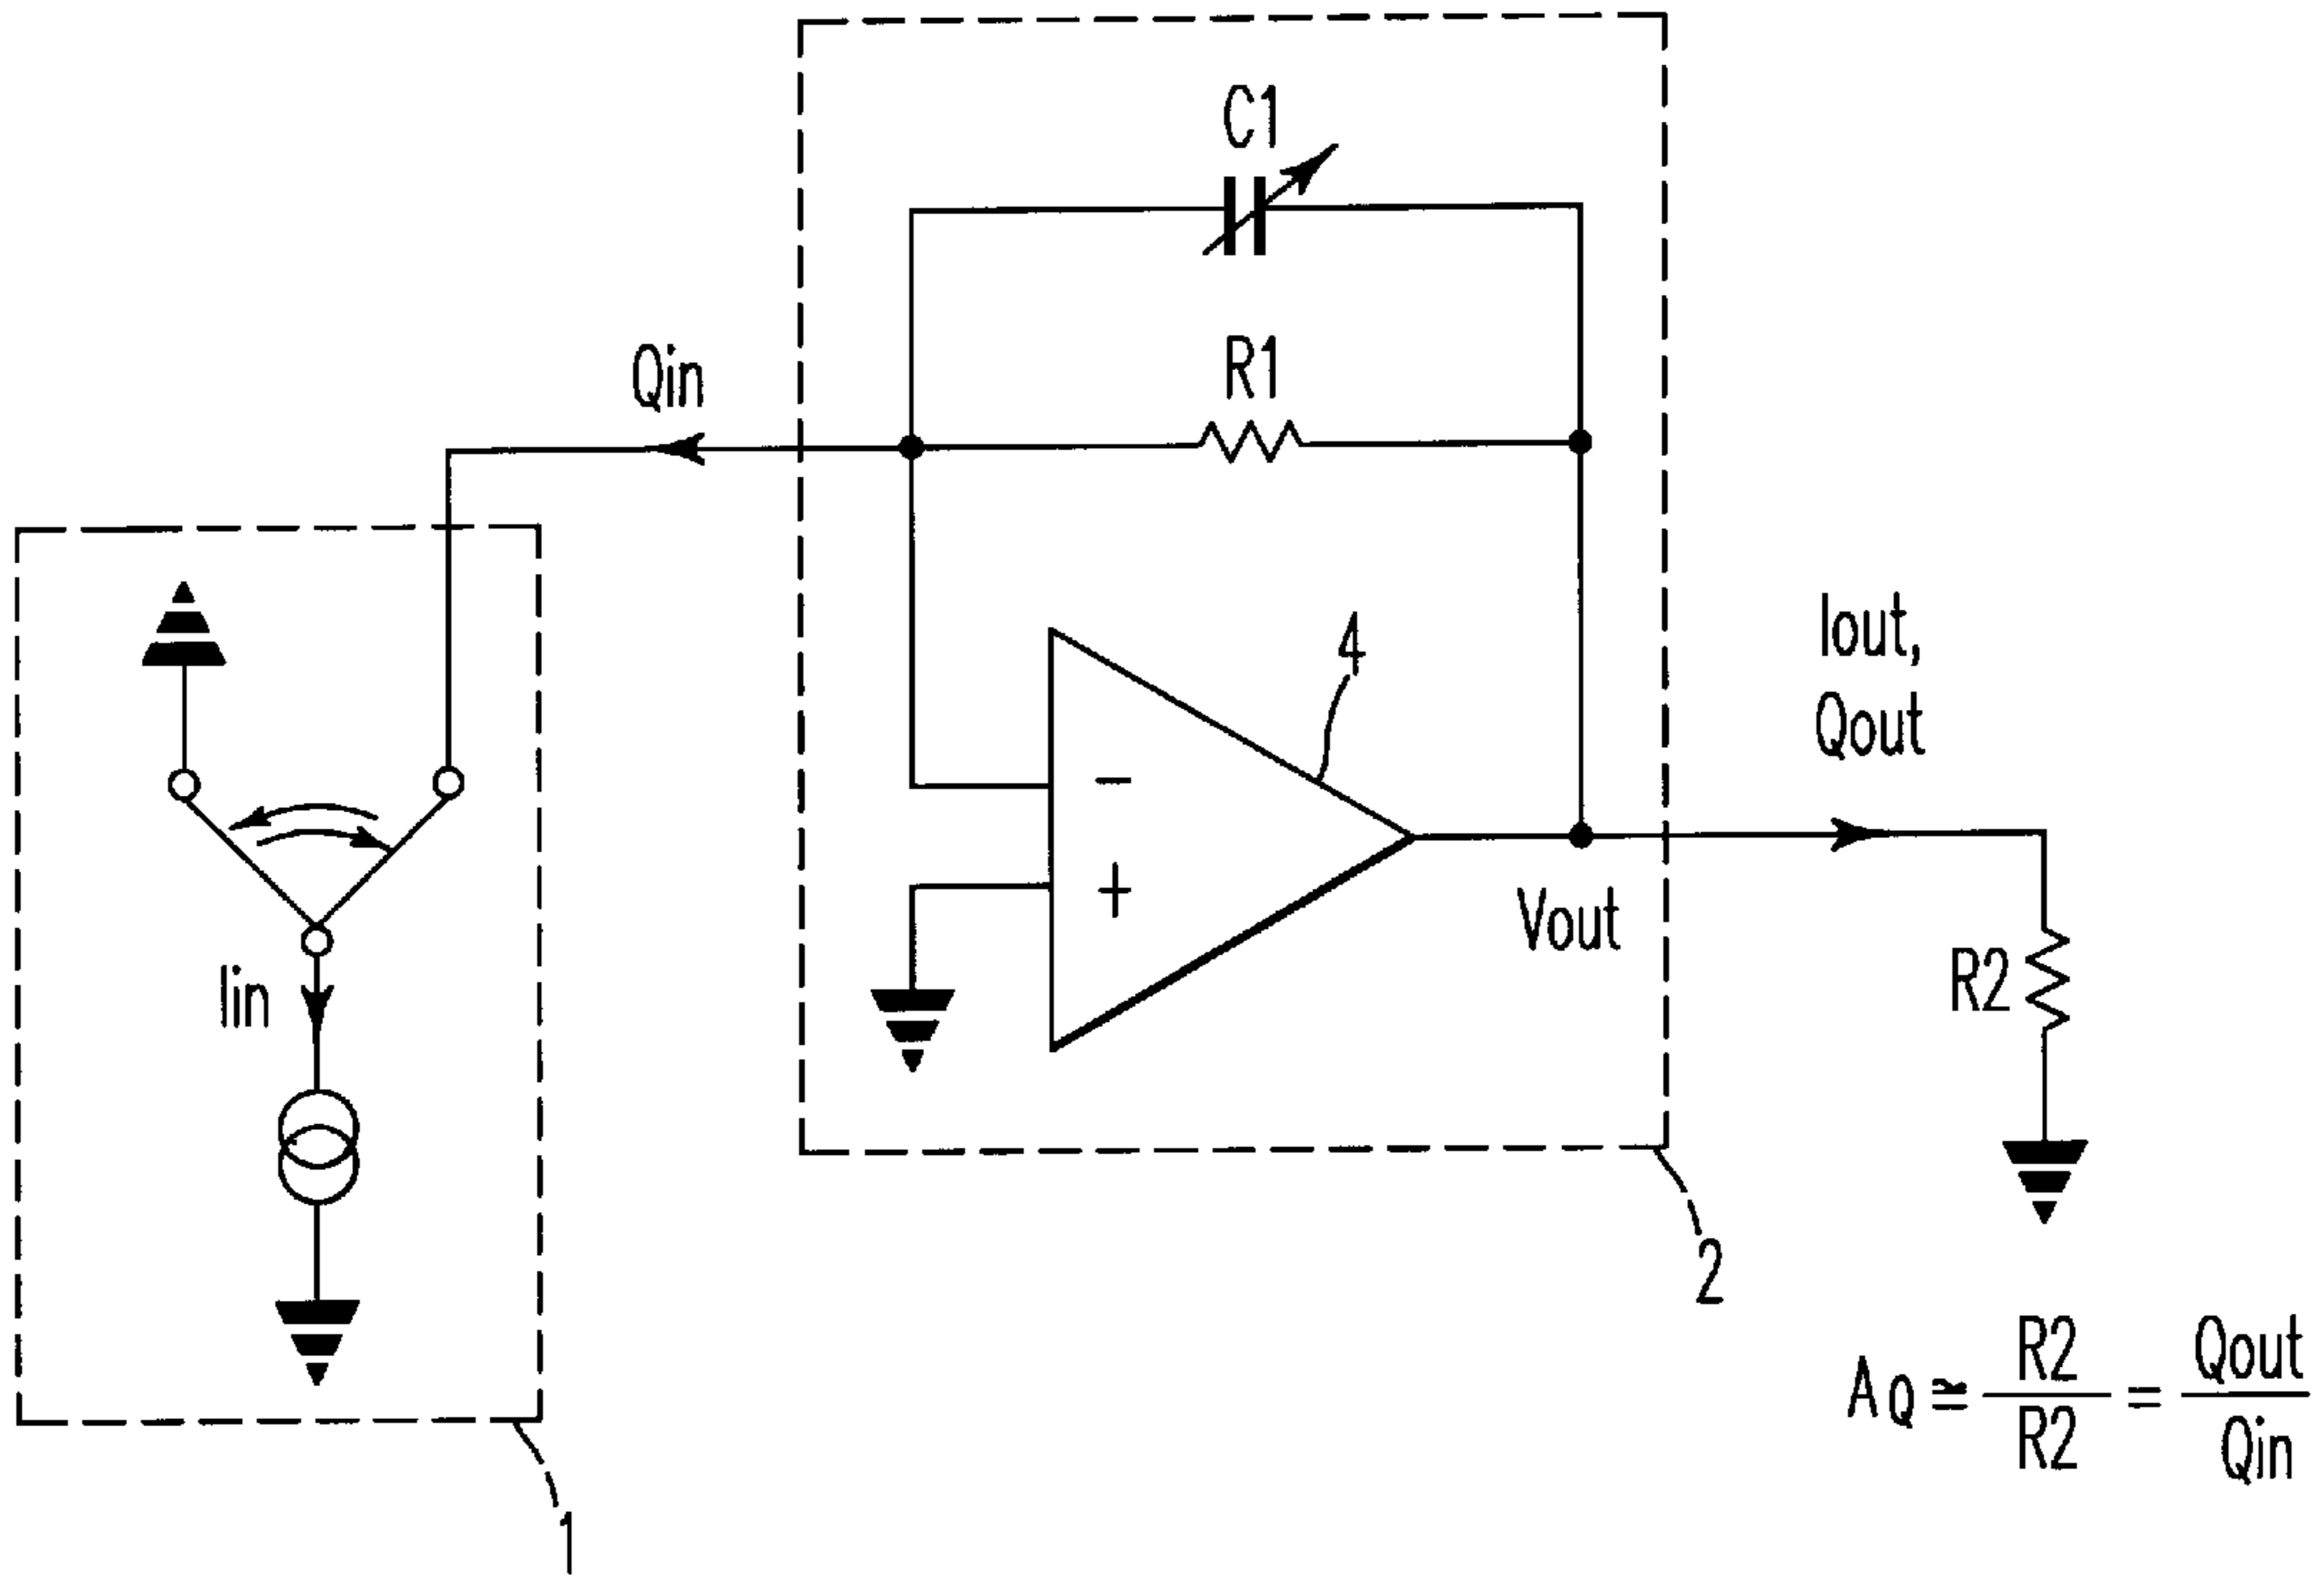 C1
R1
Qin
4
Iout,
Qout
−
+
Vout
Iin
R2
2
AQ ≅ R2/R2 = Qout/Qin
1